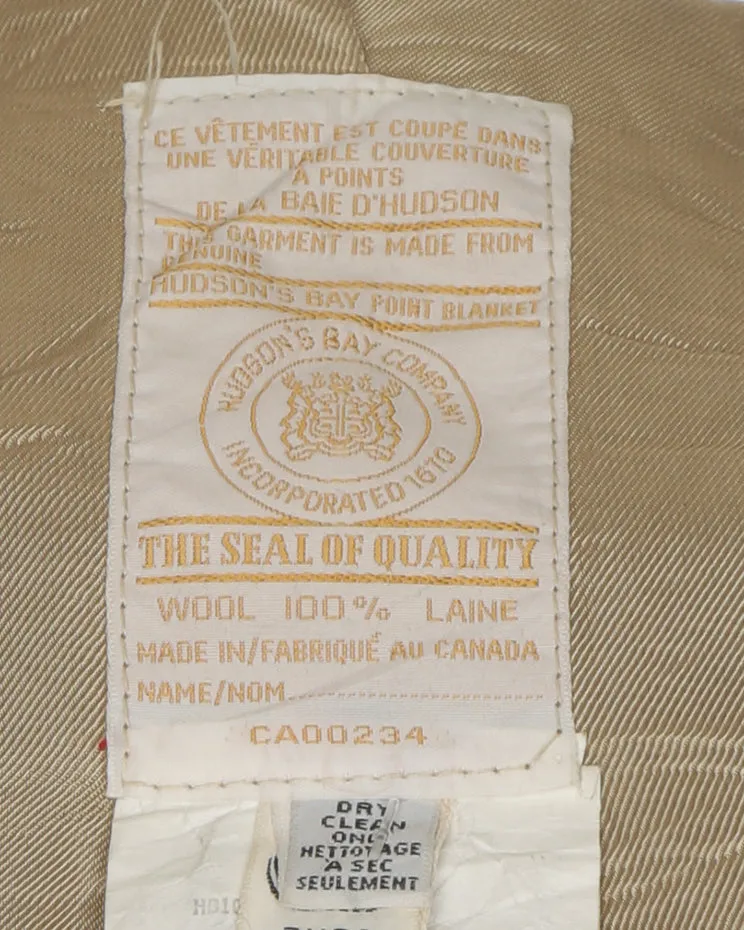 CE VÊTEMENT EST COUPÉ DANS
UNE VÉRITABLE COUVERTURE
À POINTS
DE LA BAIE D'HUDSON
THIS GARMENT IS MADE FROM
GENUINE
HUDSON'S BAY POINT BLANKET
HUDSON'S BAY COMPANY
INCORPORATED 1670
THE SEAL OF QUALITY
WOOL 100% LAINE
MADE IN/FABRIQUÉ AU CANADA
NAME/NOM
CA00234
DRY
CLEAN
ONLY
NETTOYAGE
À SEC
SEULEMENT